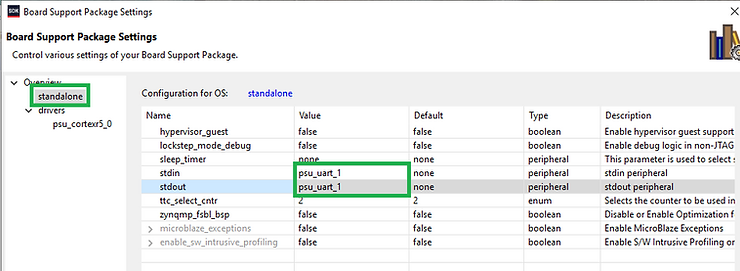 SDK Board Support Package Settings
Board Support Package Settings
Control various settings of your Board Support Package.
Overview
standalone
drivers
psu_cortexr5_0
Configuration for OS: standalone
Name Value Default Type Description
hypervisor_guest false false boolean Enable hypervisor guest support
lockstep_mode_debug false false boolean Enable debug logic in non-JTAG
sleep_timer none none peripheral This parameter is used to select s
stdin psu_uart_1 none peripheral stdin peripheral
stdout psu_uart_1 none peripheral stdout peripheral
ttc_select_cntr 2 2 enum Selects the counter to be used in
zynqmp_fsbl_bsp false false boolean Disable or Enable Optimization f
microblaze_exceptions false false boolean Enable MicroBlaze Exceptions
enable_sw_intrusive_profiling false false boolean Enable S/W Intrusive Profiling or